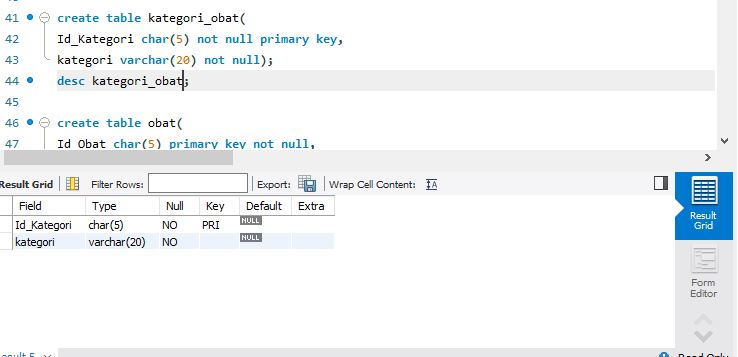 41 create table kategori_obat(
42 Id_Kategori char(5) not null primary key,
43 kategori varchar(20) not null);
44 desc kategori_obat;
45
46 create table obat(
47 Id_Obat char(5) primary key not null,
Result Grid Filter Rows: Export: Wrap Cell Content:
Field Type Null Key Default Extra
Id_Kategori char(5) NO PRI NULL
kategori varchar(20) NO NULL
Result
Grid
Form
Editor
Read Only